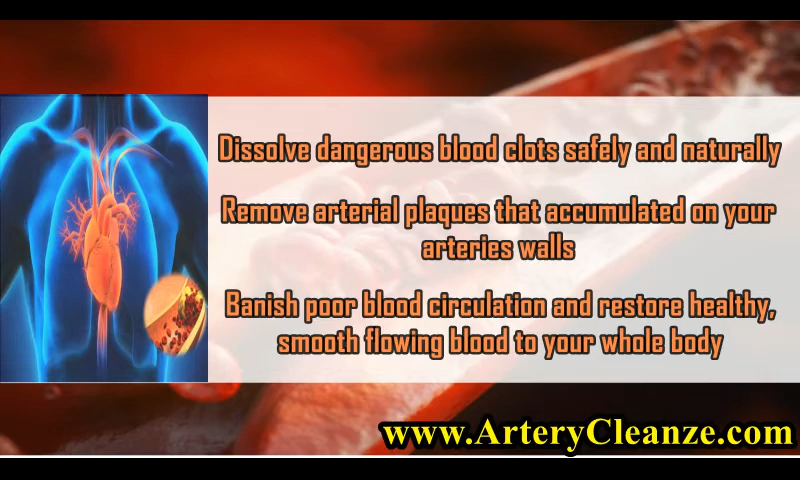 Dissolve dangerous blood clots safely and naturally
Remove arterial plaques that accumulated on your
arteries walls
Banish poor blood circulation and restore healthy,
smooth flowing blood to your whole body
www.ArteryCleanze.com